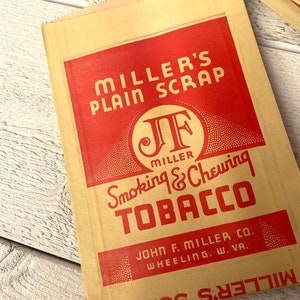 MILLER'S
PLAIN SCRAP
JF
MILLER
Smoking & Chewing
TOBACCO
JOHN F. MILLER CO.
WHEELING, W. VA.
MILLER'S